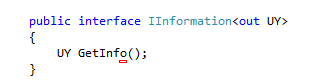 public interface IInformation<out UY>
{
UY GetInfo();
}